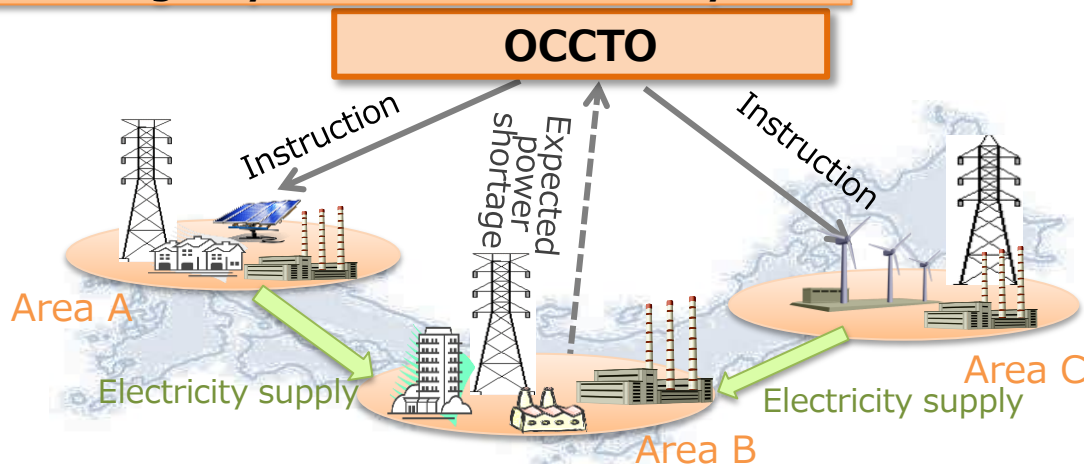 OCCTO
Instruction
Expected
power
shortage
Instruction
Area A
Electricity supply
Area B
Electricity supply
Area C